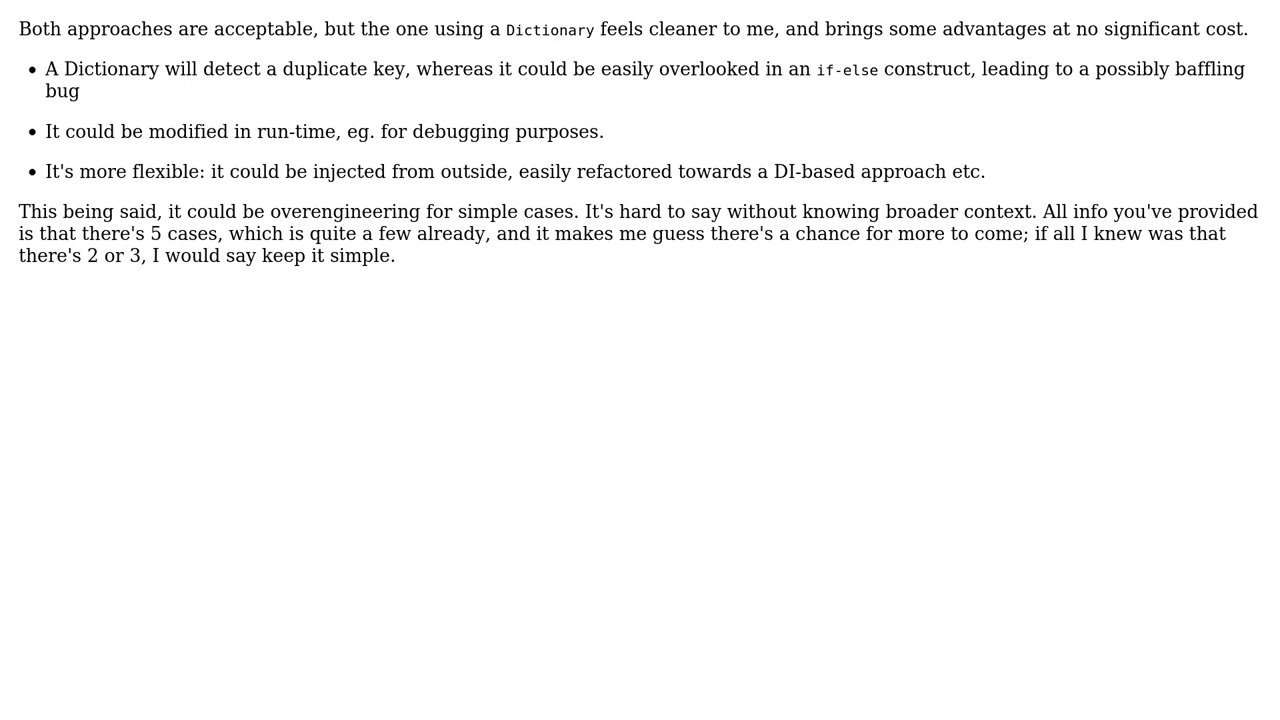 Both approaches are acceptable, but the one using a Dictionary feels cleaner to me, and brings some advantages at no significant cost.
• A Dictionary will detect a duplicate key, whereas it could be easily overlooked in an if-else construct, leading to a possibly baffling
bug
• It could be modified in run-time, eg. for debugging purposes.
• It's more flexible: it could be injected from outside, easily refactored towards a DI-based approach etc.
This being said, it could be overengineering for simple cases. It's hard to say without knowing broader context. All info you've provided
is that there's 5 cases, which is quite a few already, and it makes me guess there's a chance for more to come; if all I knew was that
there's 2 or 3, I would say keep it simple.